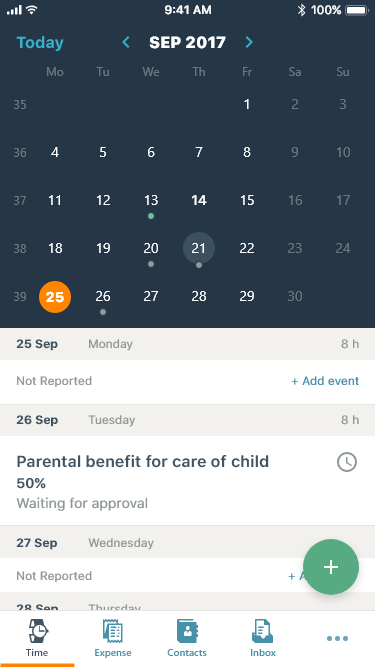 9:41 AM 100%
Today SEP 2017
Mo Tu We Th Fr Sa Su
35 1 2 3
36 4 5 6 7 8 9 10
37 11 12 13 14 15 16 17
38 18 19 20 21 22 23 24
39 25 26 27 28 29 30
25 Sep Monday 8 h
Not Reported + Add event
26 Sep Tuesday 8 h
Parental benefit for care of child
50%
Waiting for approval
27 Sep Wednesday
Not Reported + A
28 Sep Thursday
Time Expense Contacts Inbox